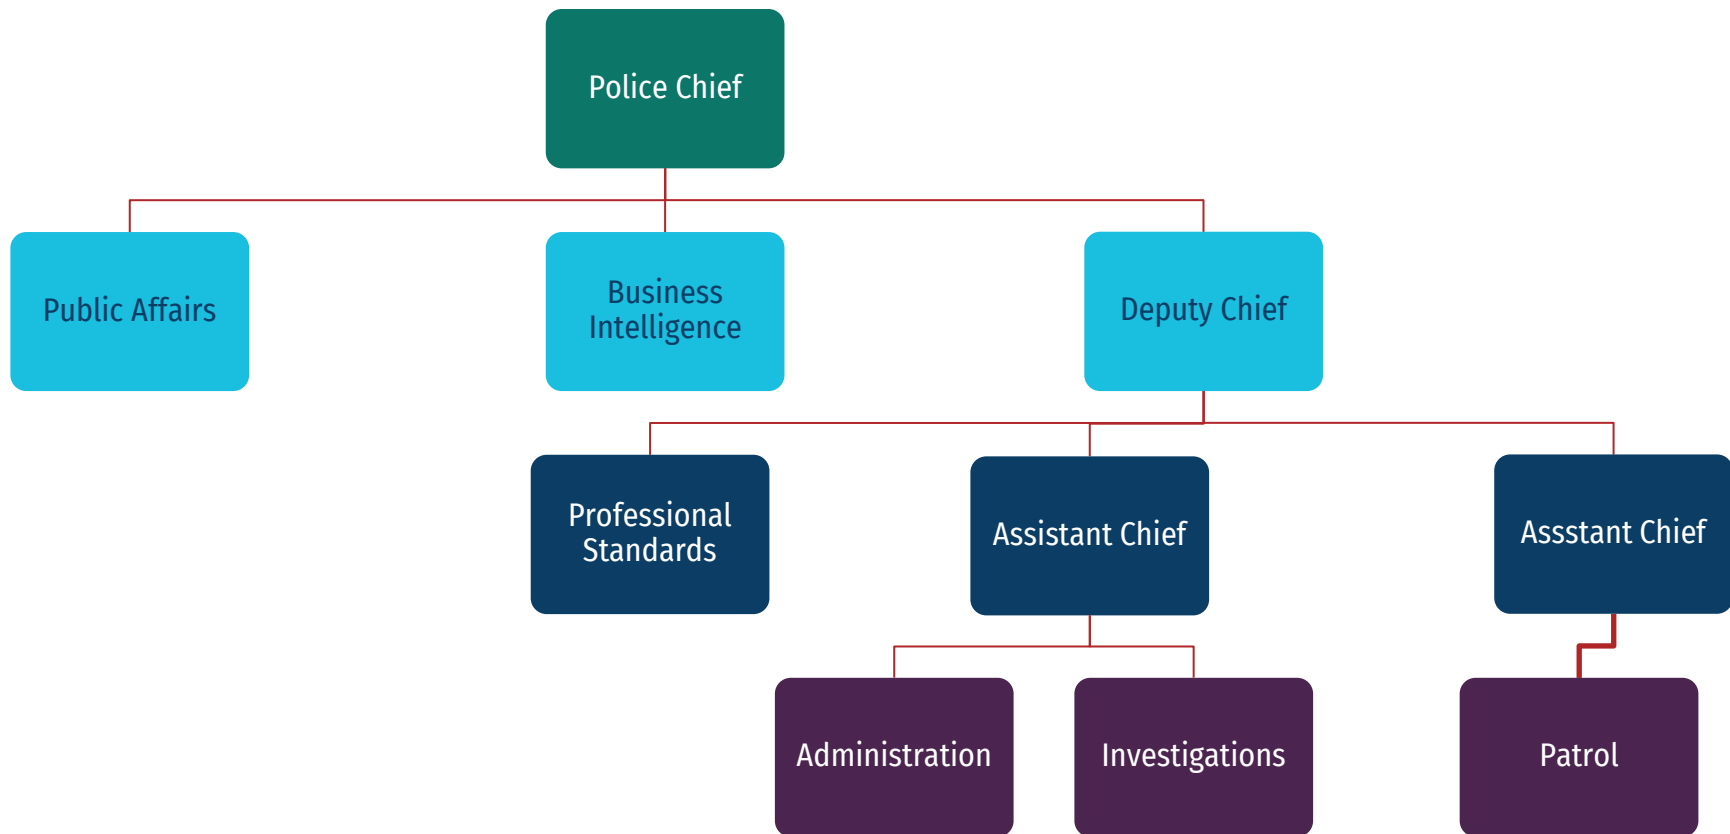 Police Chief
Public Affairs
Business
Intelligence
Deputy Chief
Professional
Standards
Assistant Chief
Assstant Chief
Administration
Investigations
Patrol